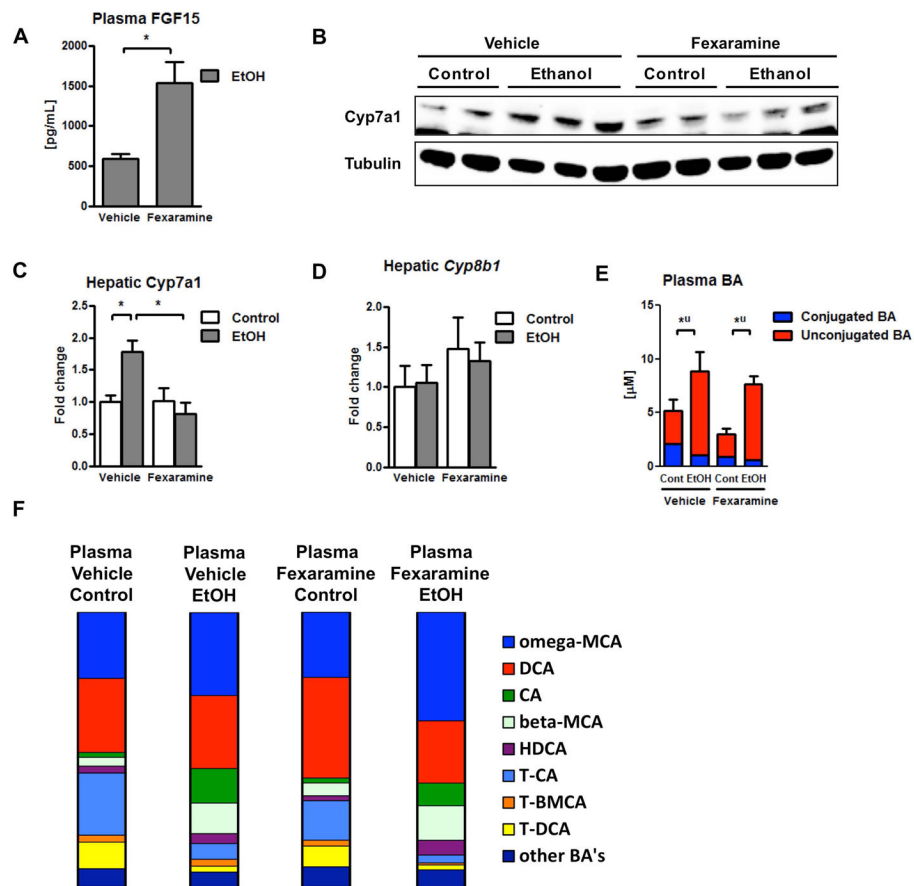 A
Plasma FGF15
*
[pg/mL]
2000
1500
1000
500
0
EtOH
Vehicle Fexaramine
B
Vehicle Fexaramine
Control Ethanol Control Ethanol
Cyp7a1
Tubulin
C
Hepatic Cyp7a1
* *
Fold change
2.5
2.0
1.5
1.0
0.5
0.0
Control
EtOH
Vehicle Fexaramine
D
Hepatic Cyp8b1
Fold change
2.0
1.5
1.0
0.5
0.0
Control
EtOH
Vehicle Fexaramine
E
Plasma BA
*u *u
[µM]
15
10
5
0
Conjugated BA
Unconjugated BA
Cont EtOH Cont EtOH
Vehicle Fexaramine
F
Plasma Vehicle Control
Plasma Vehicle EtOH
Plasma Fexaramine Control
Plasma Fexaramine EtOH
omega-MCA
DCA
CA
beta-MCA
HDCA
T-CA
T-BMCA
T-DCA
other BA's